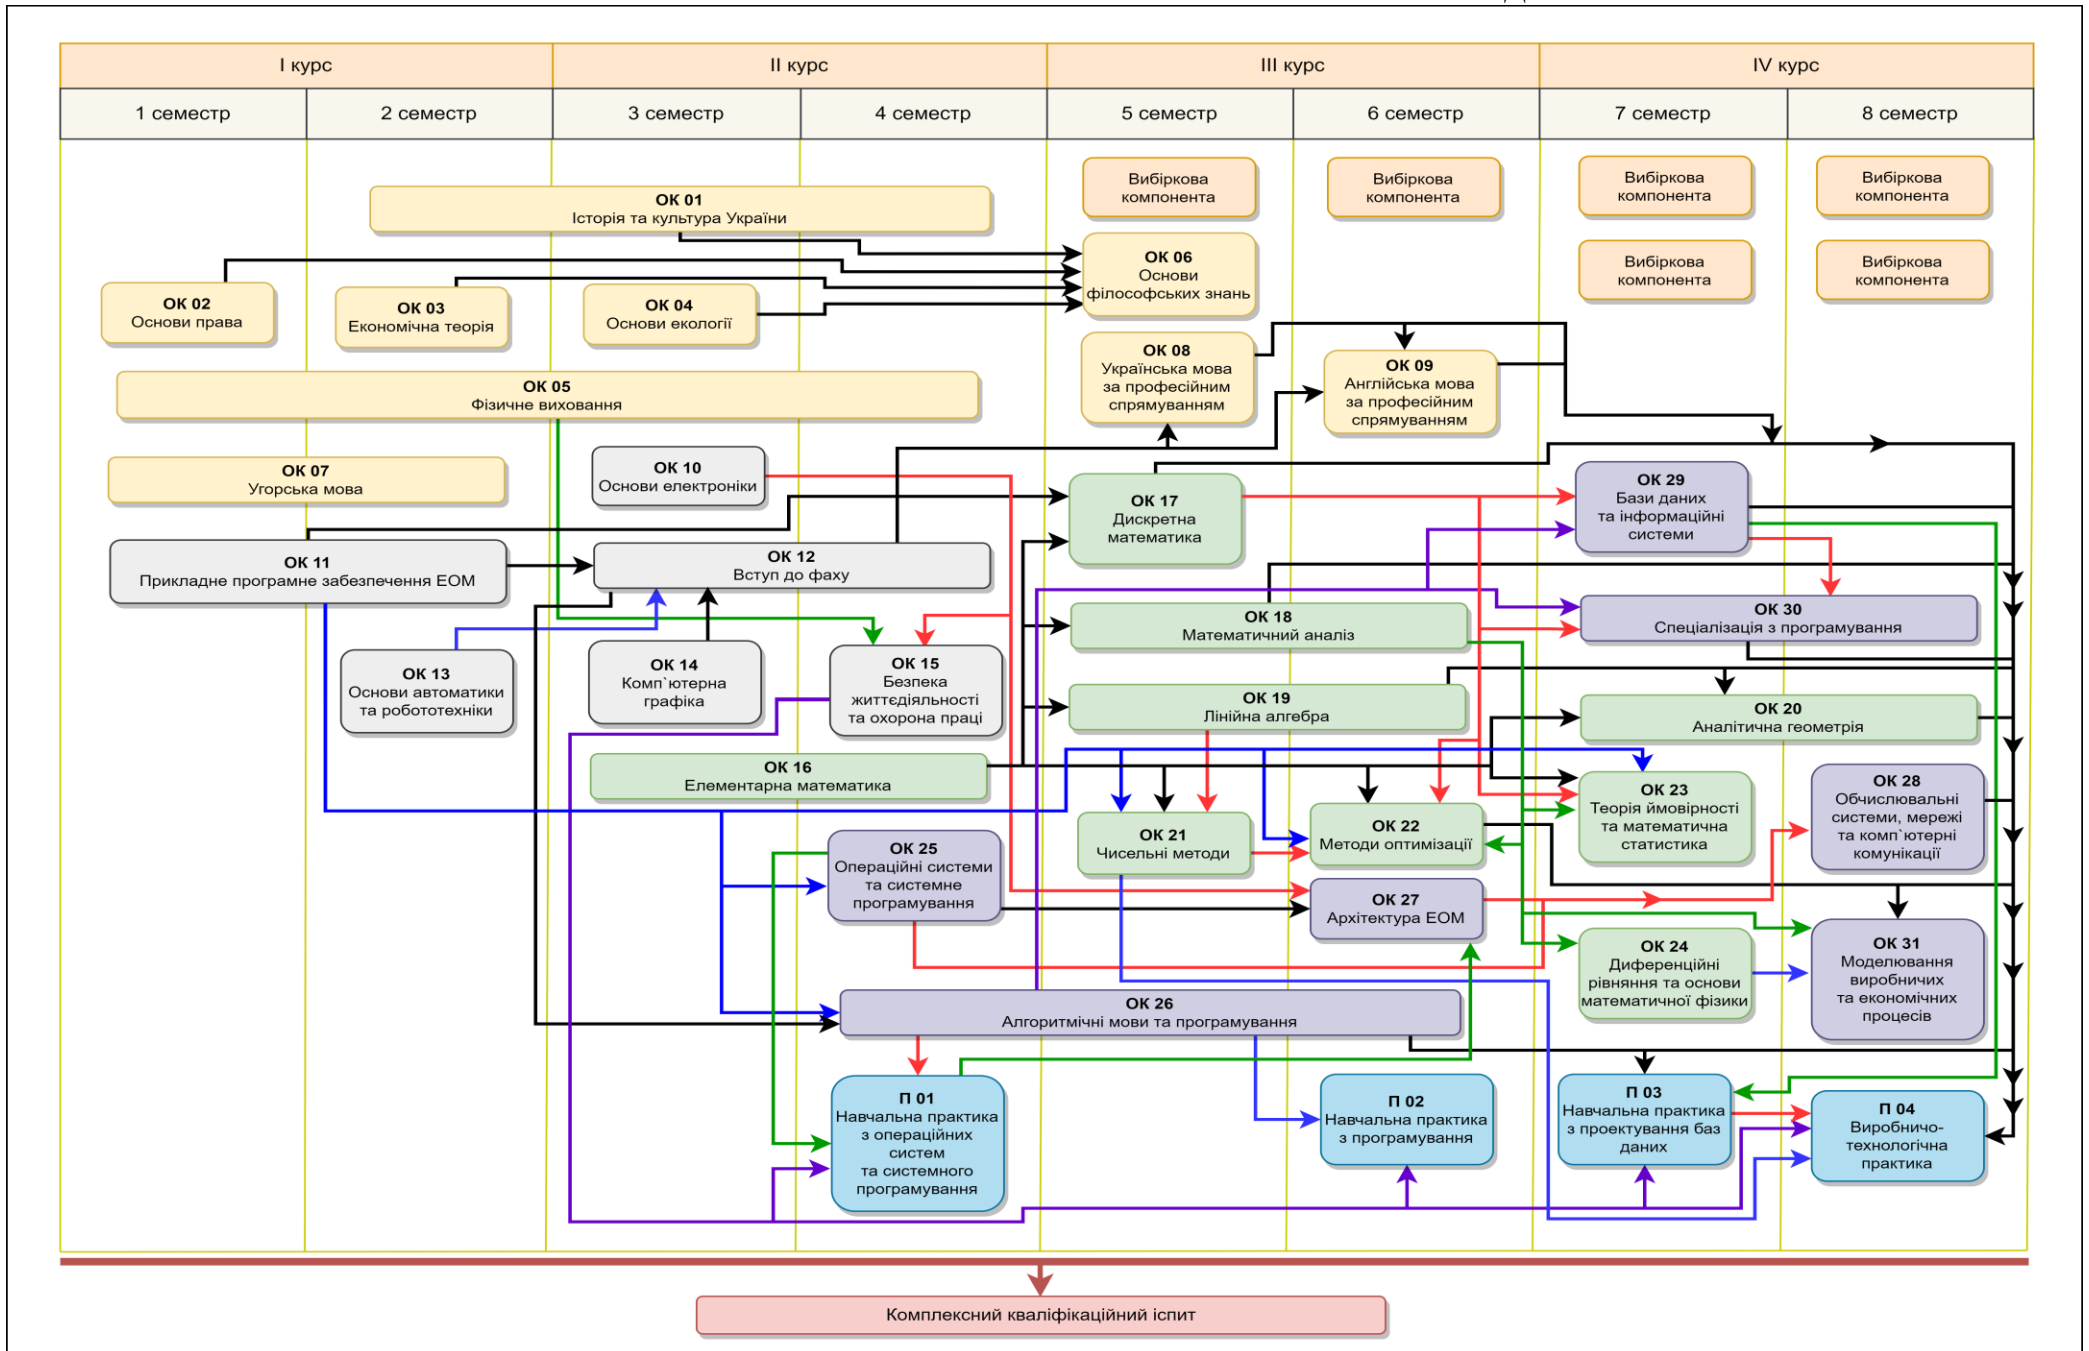 І курс
ІІ курс
ІІІ курс
IV курс
1 семестр
2 семестр
3 семестр
4 семестр
5 семестр
6 семестр
7 семестр
8 семестр
Вибіркова
компонента
Вибіркова
компонента
Вибіркова
компонента
Вибіркова
компонента
ОК 01
Історія та культура України
ОК 06
Основи
філософських знань
Вибіркова
компонента
Вибіркова
компонента
ОК 02
Основи права
ОК 03
Економічна теорія
ОК 04
Основи екології
ОК 08
Українська мова
за професійним
спрямуванням
ОК 09
Англійська мова
за професійним
спрямуванням
ОК 05
Фізичне виховання
ОК 07
Угорська мова
ОК 10
Основи електроніки
ОК 17
Дискретна
математика
ОК 29
Бази даних
та інформаційні
системи
ОК 11
Прикладне програмне забезпечення ЕОМ
ОК 12
Вступ до фаху
ОК 18
Математичний аналіз
ОК 30
Спеціалізація з програмування
ОК 13
Основи автоматики
та робототехніки
ОК 14
Комп`ютерна
графіка
ОК 15
Безпека
життєдіяльності
та охорона праці
ОК 19
Лінійна алгебра
ОК 20
Аналітична геометрія
ОК 16
Елементарна математика
ОК 21
Чисельні методи
ОК 22
Методи оптимізації
ОК 23
Теорія ймовірності
та математична
статистика
ОК 28
Обчислювальні
системи, мережі
та комп`ютерні
комунікації
ОК 25
Операційні системи
та системне
програмування
ОК 27
Архітектура ЕОМ
ОК 24
Диференційні
рівняння та основи
математичної фізики
ОК 31
Моделювання
виробничих
та економічних
процесів
ОК 26
Алгоритмічні мови та програмування
П 01
Навчальна практика
з операційних
систем
та системного
програмування
П 02
Навчальна практика
з програмування
П 03
Навчальна практика
з проектування баз
даних
П 04
Виробничо-
технологічна
практика
Комплексний кваліфікаційний іспит